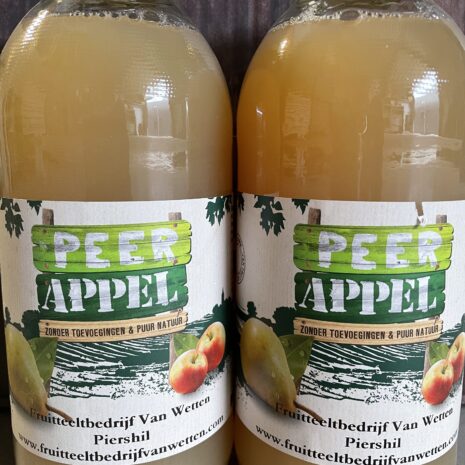 PEER
APPEL
ZONDER TOEVOEGINGEN & PUUR NATUUR
Fruitteeltbedrijf Van Wetten
Piershil
www.fruitteeltbedrijfvanwetten.com
PEER
APPEL
ZONDER TOEVOEGINGEN & PUUR NATUUR
Fruitteeltbedrijf Van Wetten
Piershil
www.fruitteeltbedrijfvanwetten.